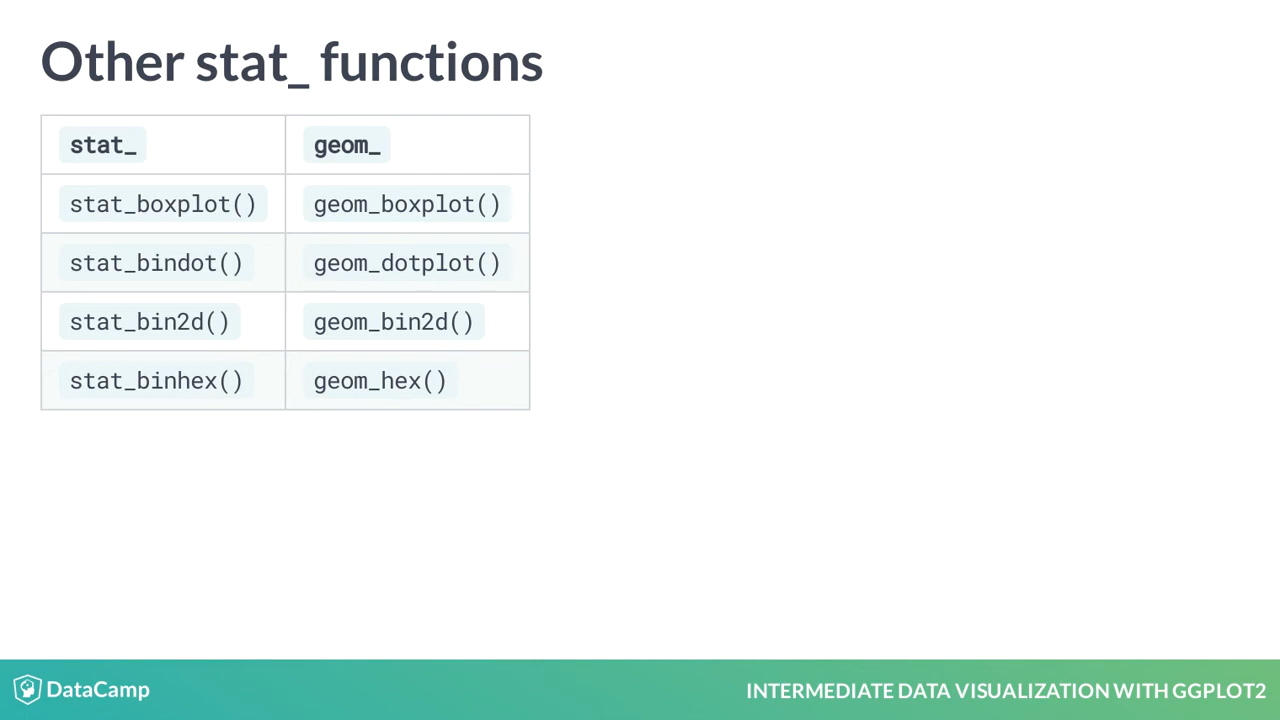 Other stat_ functions
stat_ geom_
stat_boxplot() geom_boxplot()
stat_bindot() geom_dotplot()
stat_bin2d() geom_bin2d()
stat_binhex() geom_hex()
DataCamp INTERMEDIATE DATA VISUALIZATION WITH GGPLOT2